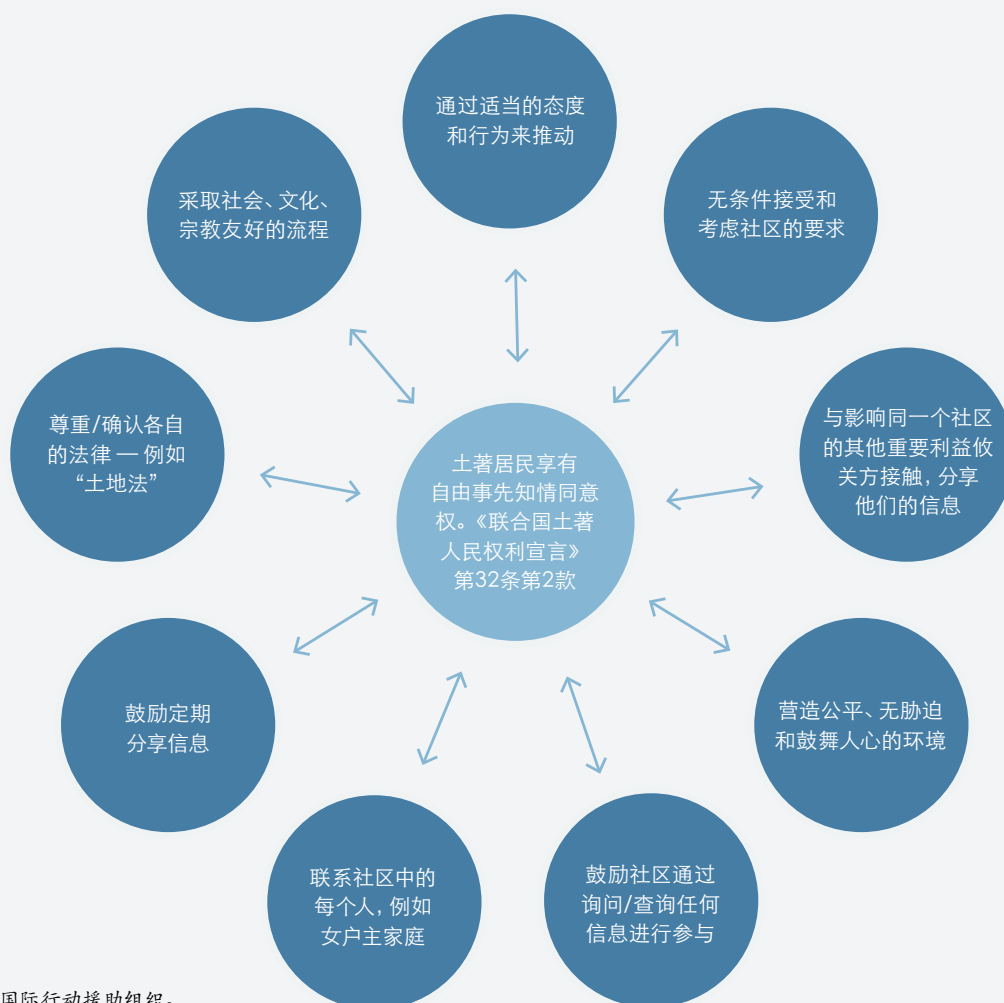 通过适当的态度
和行为来推动
无条件接受和
考虑社区的要求
与影响同一个社区
的其他重要利益攸
关方接触，分享
他们的信息
营造公平、无胁迫
和鼓舞人心的环境
鼓励社区通过
询问/查询任何
信息进行参与
联系社区中的
每个人，例如
女户主家庭
鼓励定期
分享信息
尊重/确认各自
的法律 — 例如
“土地法”
采取社会、文化、
宗教友好的流程
土著居民享有
自由事先知情同意
权。《联合国土著
人民权利宣言》
第32条第2款
国际行动援助组织。